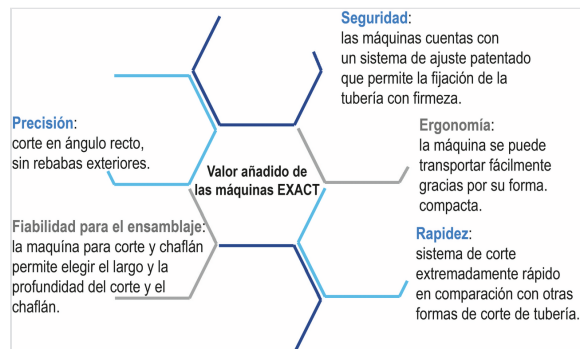 Seguridad:
las máquinas cuentas con
un sistema de ajuste patentado
que permite la fijación de la
tubería con firmeza.
Precisión:
corte en ángulo recto,
sin rebabas exteriores.
Ergonomía:
la máquina se puede
transportar fácilmente
gracias por su forma.
compacta.
Valor añadido de
las máquinas EXACT
Fiabilidad para el ensamblaje:
la maquína para corte y chaflán
permite elegir el largo y la
profundidad del corte y el
chaflán.
Rapidez:
sistema de corte
extremadamente rápido
en comparación con otras
formas de corte de tubería.